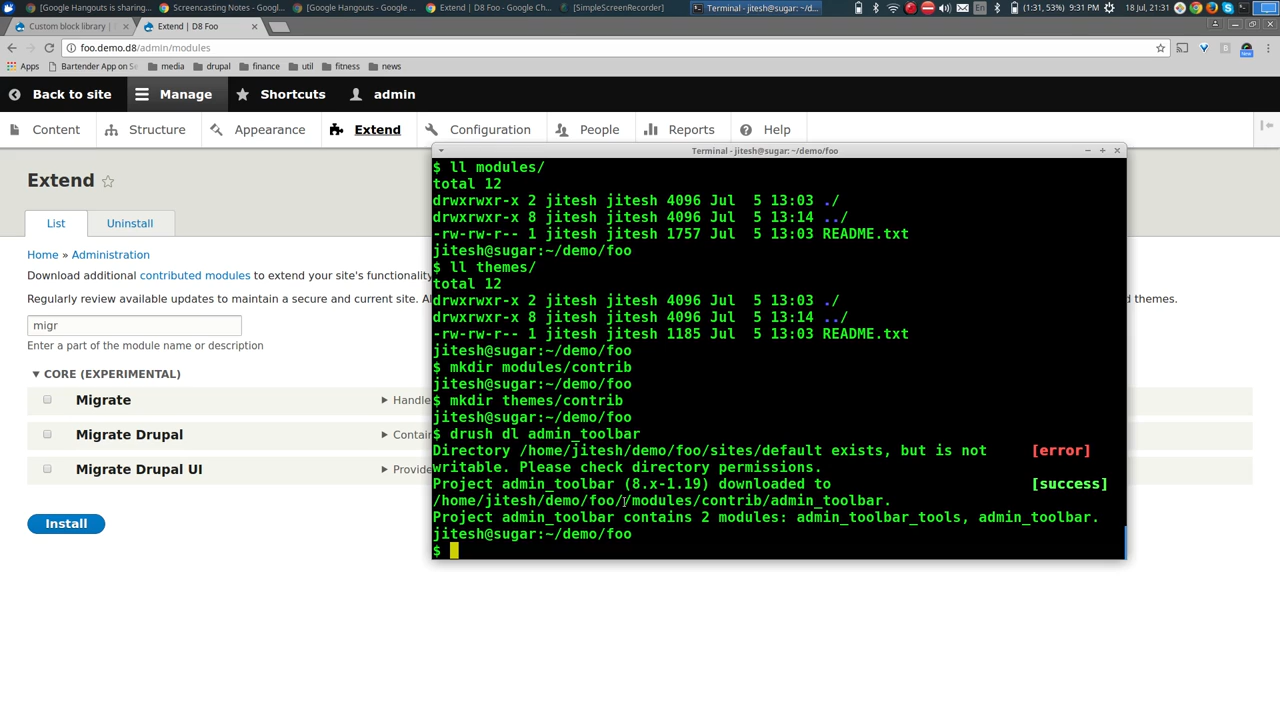 [Google Hangouts is sharing...
Screencasting Notes - Googl...
[Google Hangouts - Google ...
Extend | D8 Foo - Google Ch...
[SimpleScreenRecorder]
Terminal - jitesh@sugar: ~/d...
En
(1:31, 53%) 9:31 PM
18 Jul, 21:31
Custom block library | ×
Extend | D8 Foo ×
foo.demo.d8/admin/modules
Apps Bartender App on Se media drupal finance util fitness news
Back to site Manage Shortcuts admin
Content Structure Appearance Extend Configuration People Reports Help
Extend
List Uninstall
Home » Administration
Download additional contributed modules to extend your site's functionality
Regularly review available updates to maintain a secure and current site. Al
d themes.
migr
Enter a part of the module name or description
CORE (EXPERIMENTAL)
Migrate Handle
Migrate Drupal Contain
Migrate Drupal UI Provide
Install
Terminal - jitesh@sugar: ~/demo/foo
$ ll modules/
total 12
drwxrwxr-x 2 jitesh jitesh 4096 Jul  5 13:03 ./
drwxrwxr-x 8 jitesh jitesh 4096 Jul  5 13:14 ../
-rw-rw-r-- 1 jitesh jitesh 1757 Jul  5 13:03 README.txt
jitesh@sugar:~/demo/foo
$ ll themes/
total 12
drwxrwxr-x 2 jitesh jitesh 4096 Jul  5 13:03 ./
drwxrwxr-x 8 jitesh jitesh 4096 Jul  5 13:14 ../
-rw-rw-r-- 1 jitesh jitesh 1185 Jul  5 13:03 README.txt
jitesh@sugar:~/demo/foo
$ mkdir modules/contrib
jitesh@sugar:~/demo/foo
$ mkdir themes/contrib
jitesh@sugar:~/demo/foo
$ drush dl admin_toolbar
Directory /home/jitesh/demo/foo/sites/default exists, but is not [error]
writable. Please check directory permissions.
Project admin_toolbar (8.x-1.19) downloaded to [success]
/home/jitesh/demo/foo//modules/contrib/admin_toolbar.
Project admin_toolbar contains 2 modules: admin_toolbar_tools, admin_toolbar.
jitesh@sugar:~/demo/foo
$